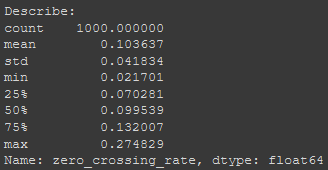 Describe:
count    1000.000000
mean        0.103637
std         0.041834
min         0.021701
25%         0.070281
50%         0.099539
75%         0.132007
max         0.274829
Name: zero_crossing_rate, dtype: float64